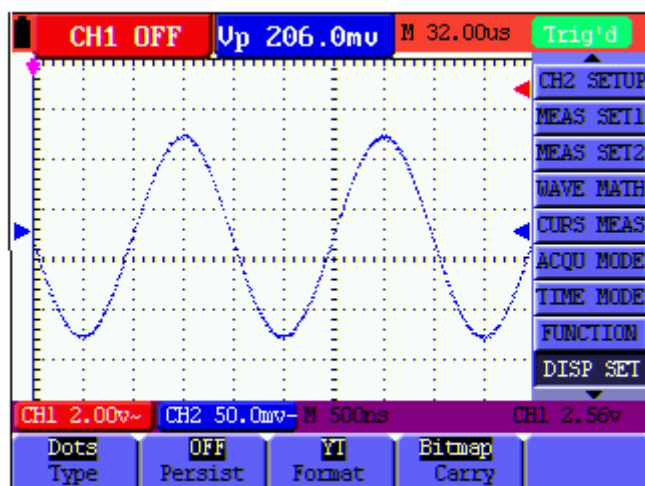 CH1 OFF
Vp 206.0mv
M 32.00us
Trig'd
CH2 SETUP
MEAS SET1
MEAS SET2
WAVE MATH
CURS MEAS
ACQU MODE
TIME MODE
FUNCTION
DISP SET
CH1 2.00v~
CH2 50.0mv-
M 500ns
CH1 2.56v
Dots
Type
OFF
Persist
YT
Format
Bitmap
Carry